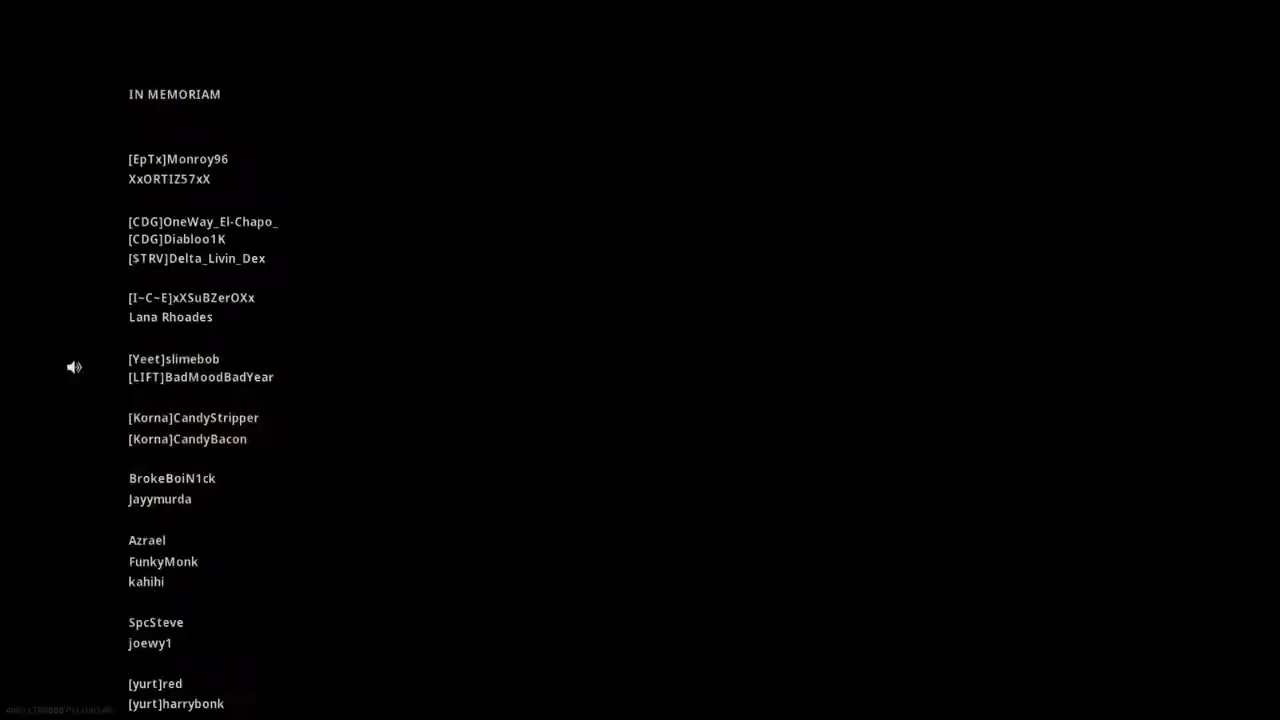 IN MEMORIAM
[EpTx]Monroy96
XxORTIZ57xX
[CDG]OneWay_El-Chapo_
[CDG]Diabloo1K
[STRV]Delta_Livin_Dex
[I~C~E]xXSuBZerOXx
Lana Rhoades
[Yeet]slimebob
[LIFT]BadMoodBadYear
[Korna]CandyStripper
[Korna]CandyBacon
BrokeBoiN1ck
Jayymurda
Azrael
FunkyMonk
kahihi
SpcSteve
joewy1
[yurt]red
[yurt]harrybonk